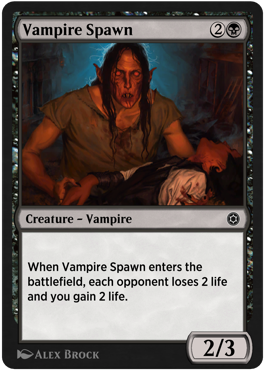 Vampire Spawn 2
Creature – Vampire
When Vampire Spawn enters the
battlefield, each opponent loses 2 life
and you gain 2 life.
Alex Brock
2/3